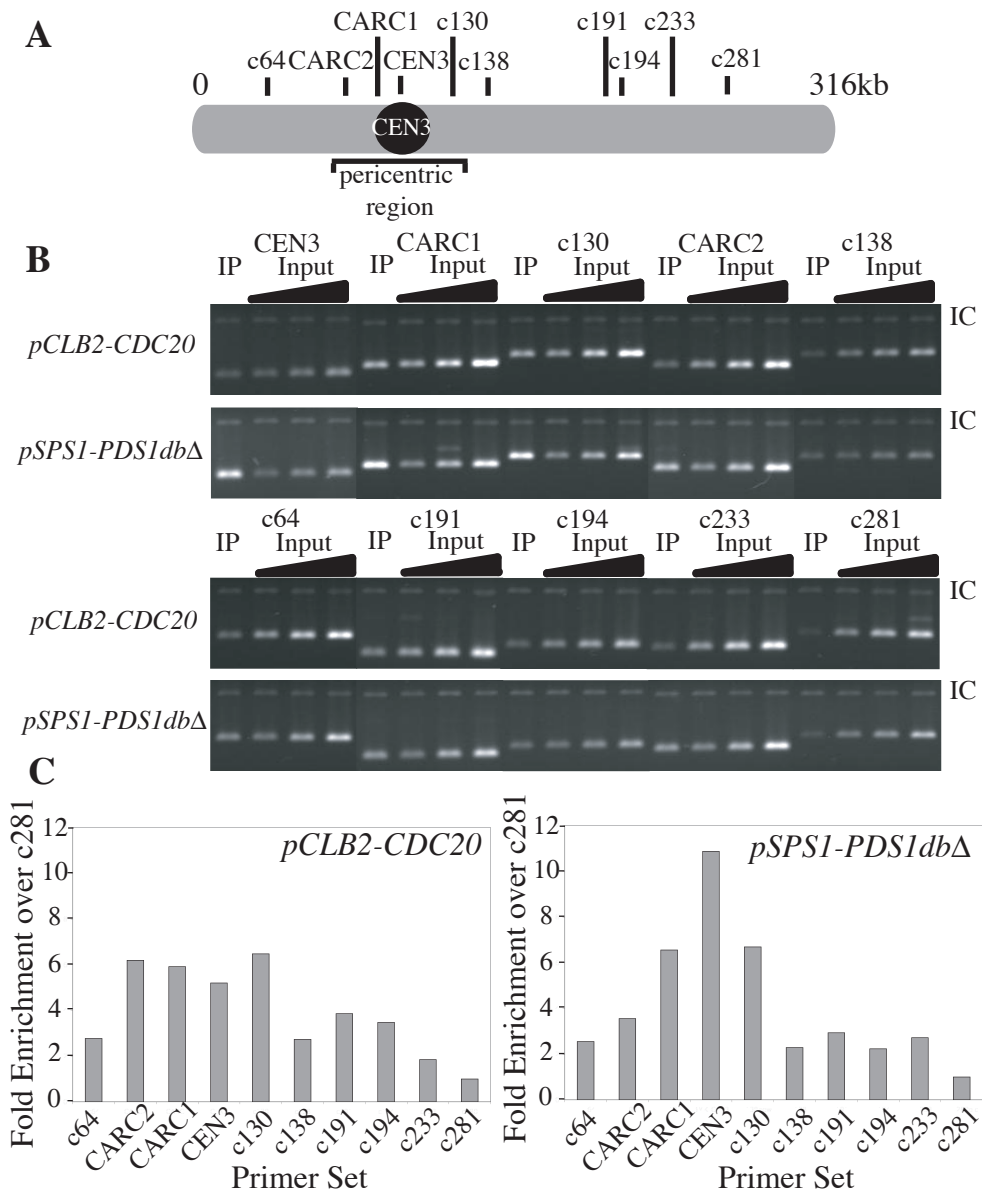 A
CARC1 c130 c191 c233
c64 CARC2 CEN3 c138 c194 c281
0 316kb
CEN3
pericentric
region
B
CEN3 CARC1 c130 CARC2 c138
IP Input IP Input IP Input IP Input IP Input
pCLB2-CDC20 IC
pSPS1-PDS1dbΔ IC
c64 c191 c194 c233 c281
IP Input IP Input IP Input IP Input IP Input
pCLB2-CDC20 IC
pSPS1-PDS1dbΔ IC
C
Fold Enrichment over c281
12
10
8
6
4
2
0
pCLB2-CDC20
c64 CARC2 CARC1 CEN3 c130 c138 c191 c194 c233 c281
Primer Set
Fold Enrichment over c281
12
10
8
6
4
2
0
pSPS1-PDS1dbΔ
c64 CARC2 CARC1 CEN3 c130 c138 c191 c194 c233 c281
Primer Set